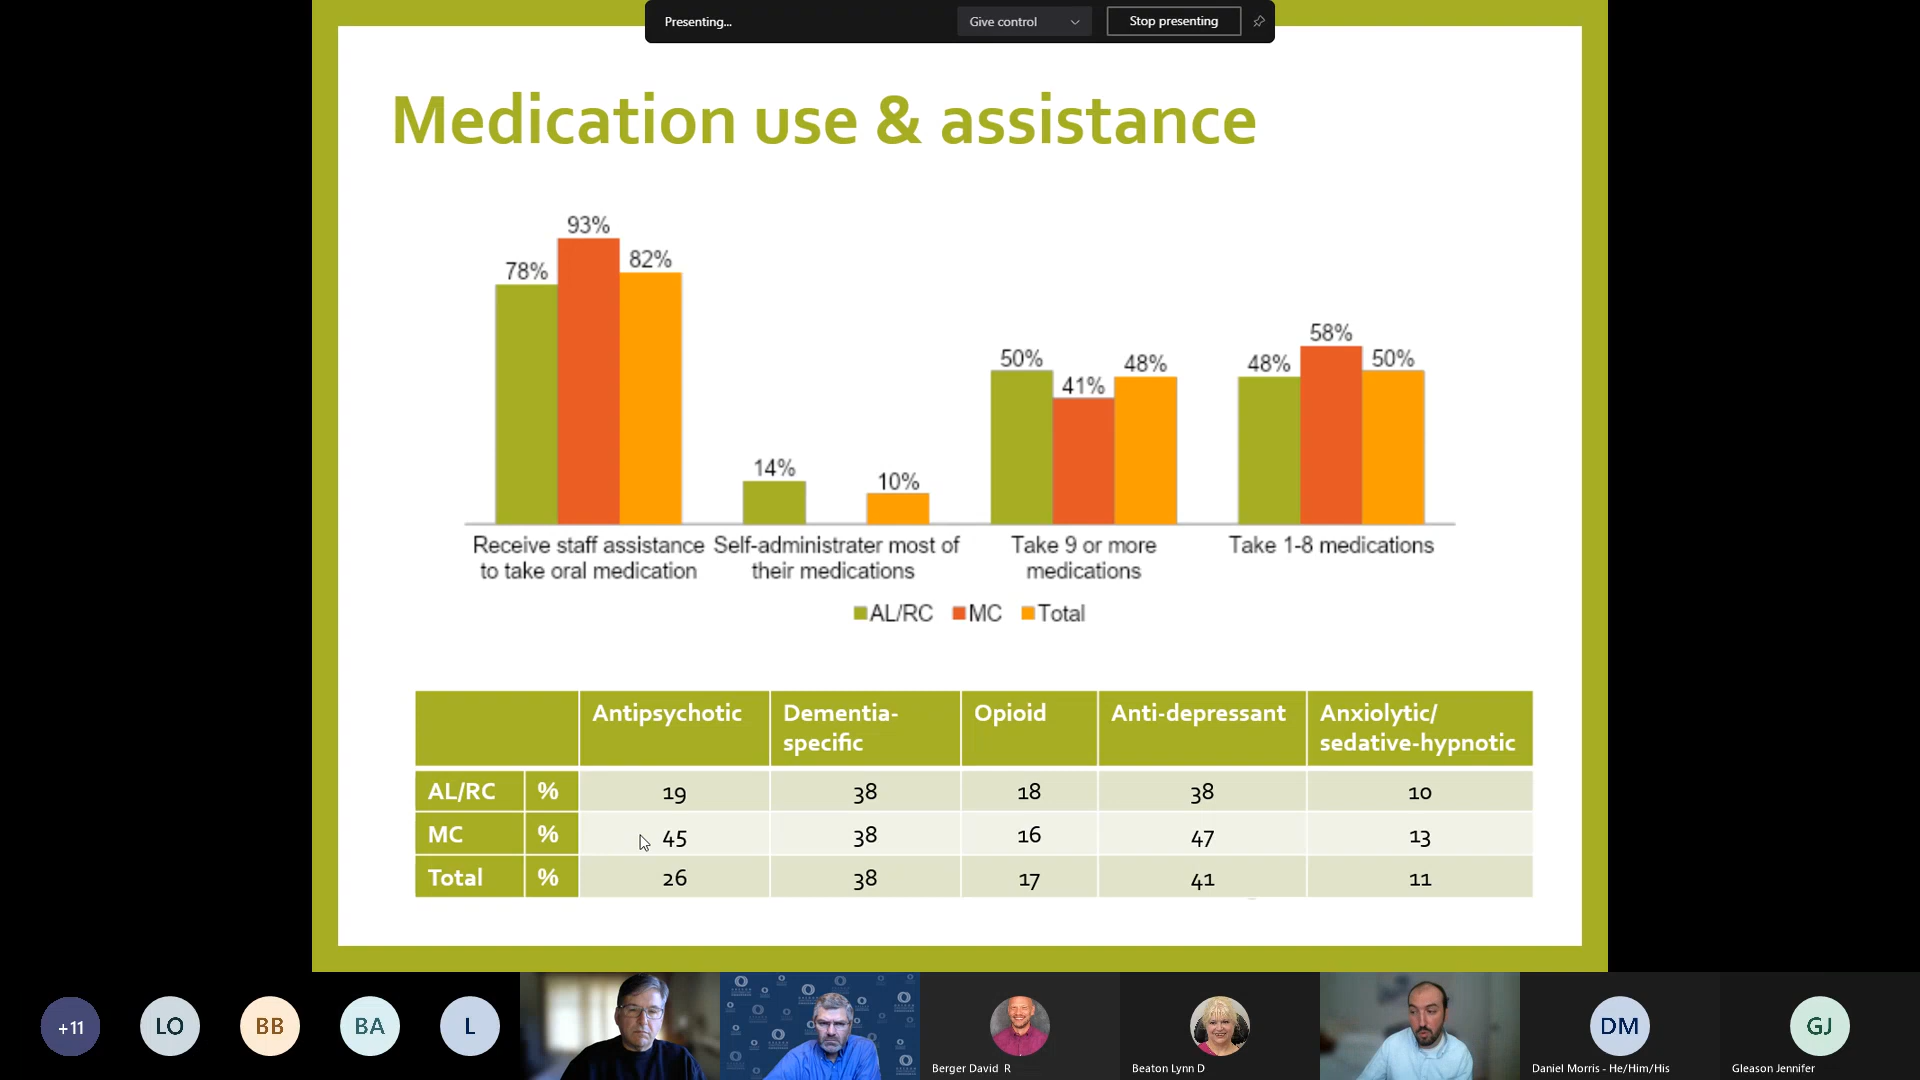 Presenting...
Give control
Stop presenting
Medication use & assistance
78%
93%
82%
14%
10%
50%
41%
48%
48%
58%
50%
Receive staff assistance
to take oral medication
Self-administrater most of
their medications
Take 9 or more
medications
Take 1-8 medications
AL/RC MC Total
Antipsychotic Dementia- Opioid Anti-depressant Anxiolytic/
specific sedative-hypnotic
AL/RC % 19 38 18 38 10
MC % 45 38 16 47 13
Total % 26 38 17 41 11
+11
LO
BB
BA
L
Berger David R
Beaton Lynn D
DM
Daniel Morris - He/Him/His
GJ
Gleason Jennifer